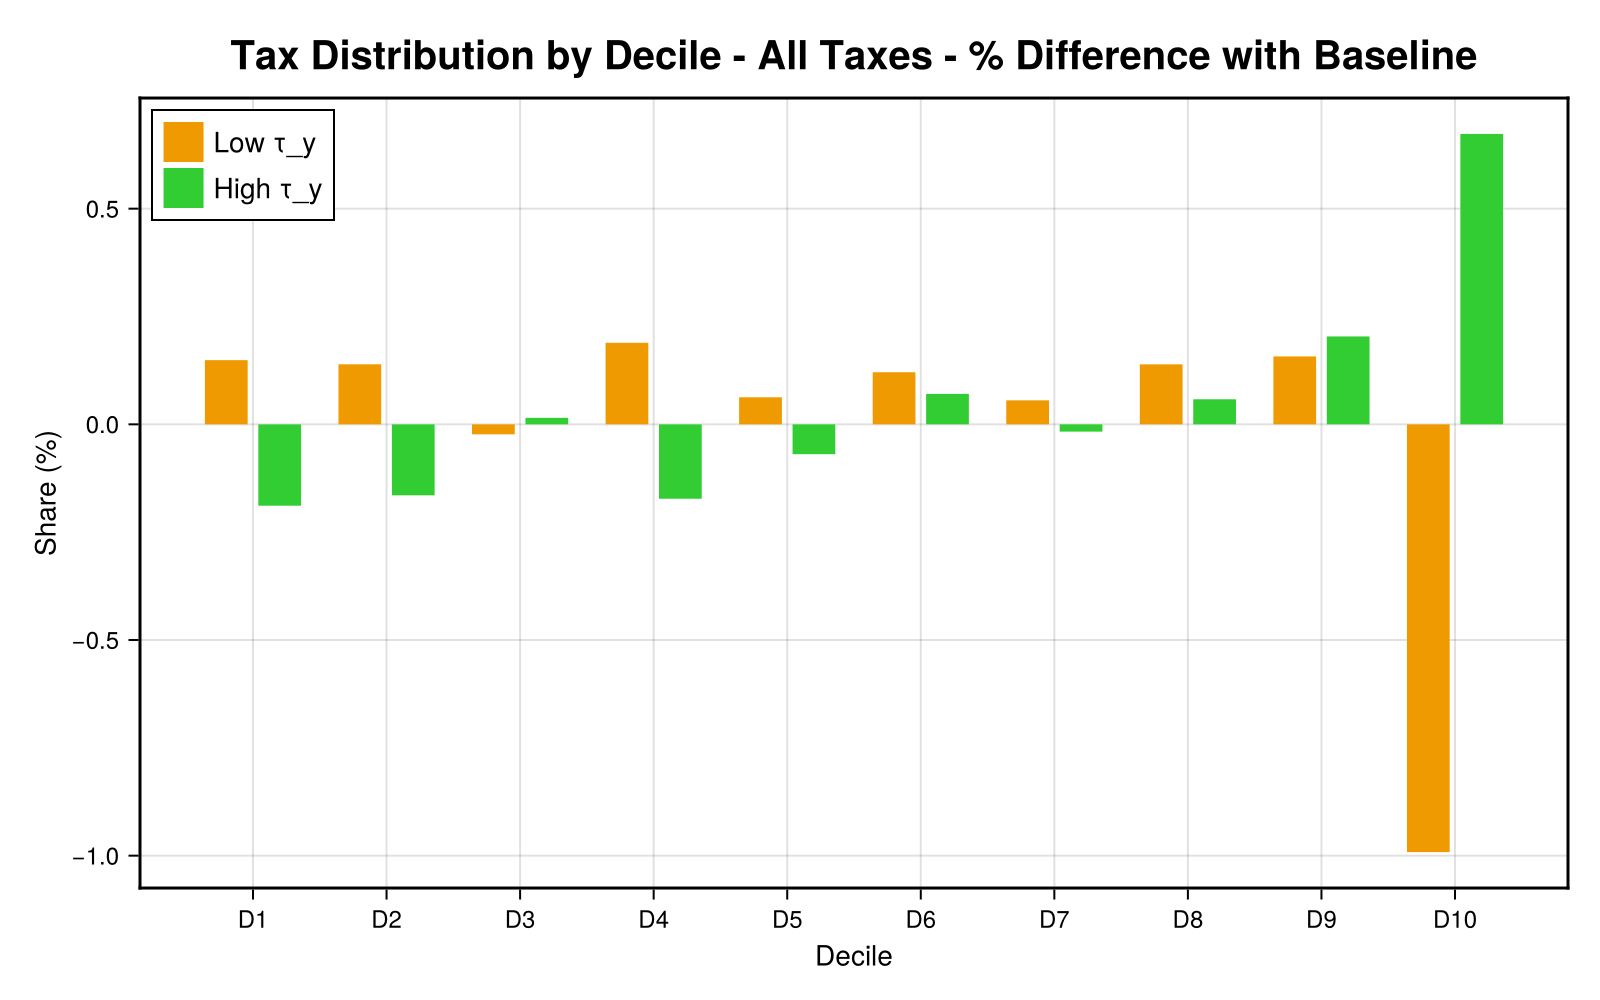 Tax Distribution by Decile - All Taxes - % Difference with Baseline
Low τ_y
High τ_y
0.5
0.0
−0.5
−1.0
Share (%)
D1 D2 D3 D4 D5 D6 D7 D8 D9 D10
Decile